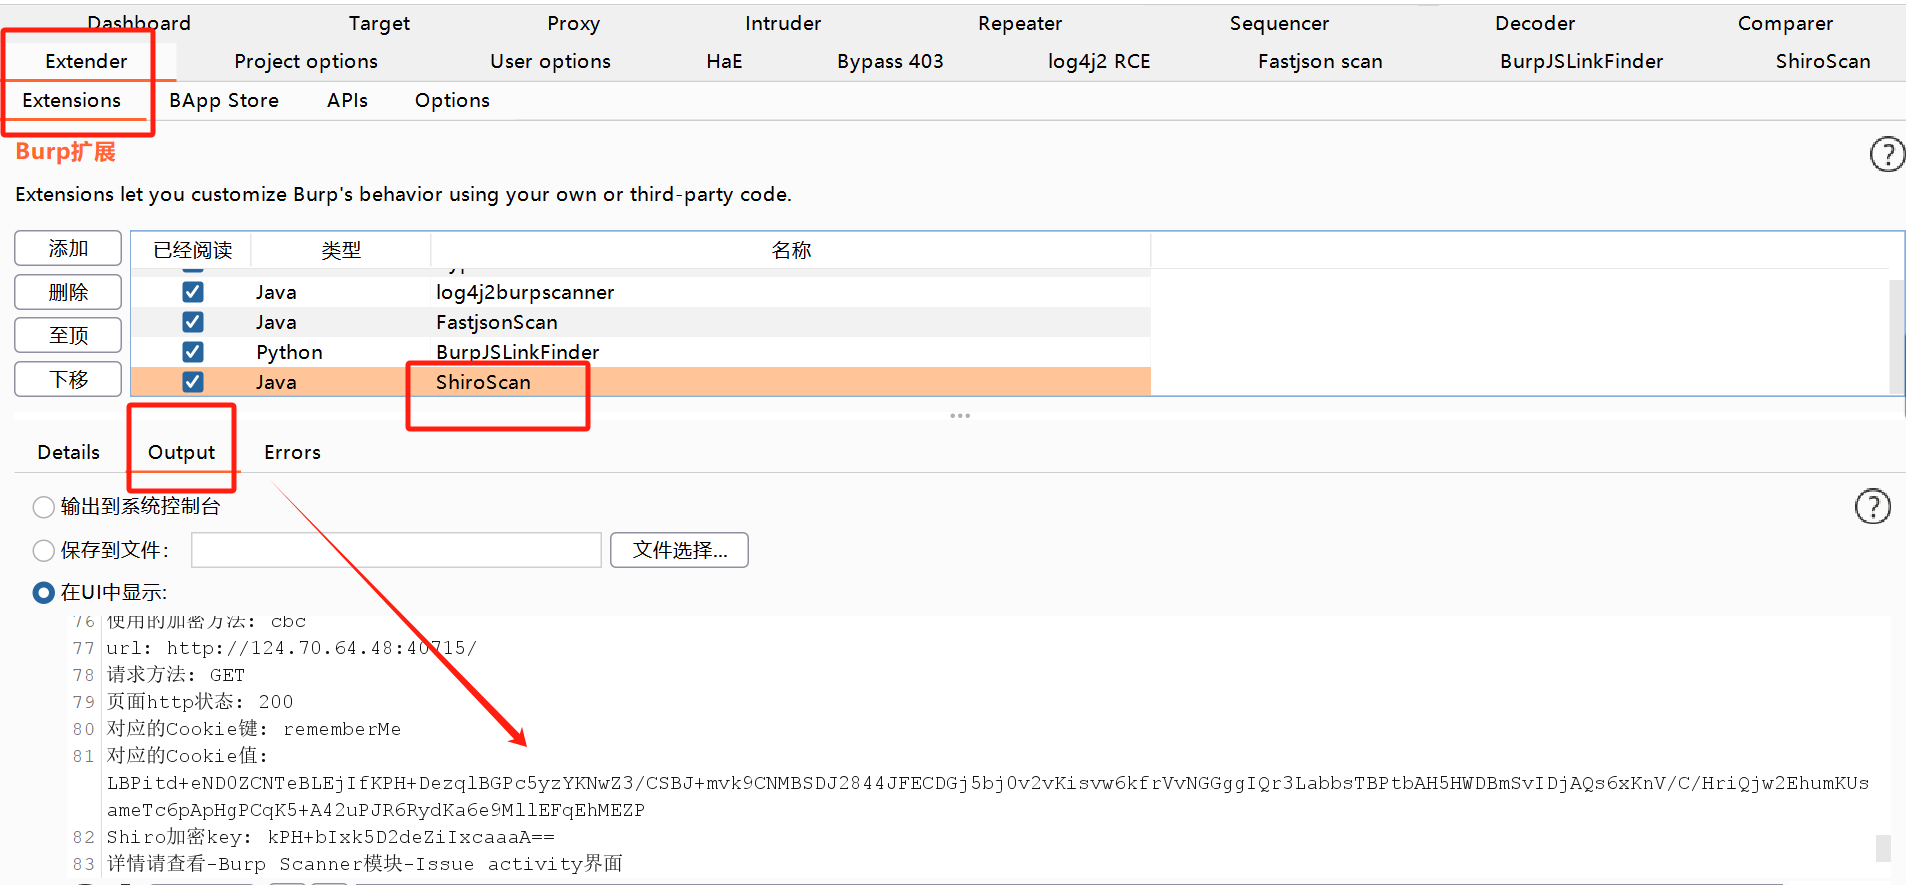 Dashboard Target Proxy Intruder Repeater Sequencer Decoder Comparer
Extender Project options User options HaE Bypass 403 log4j2 RCE Fastjson scan BurpJSLinkFinder ShiroScan
Extensions BApp Store APIs Options
Burp扩展
?
Extensions let you customize Burp's behavior using your own or third-party code.
添加 已经阅读 类型 名称
删除 Java log4j2burpscanner
至顶 Java FastjsonScan
Python BurpJSLinkFinder
下移 Java ShiroScan
Details Output Errors
输出到系统控制台
?
保存到文件: 文件选择...
在UI中显示:
76 使用的加密方法: cbc
77 url: http://124.70.64.48:40715/
78 请求方法: GET
79 页面http状态: 200
80 对应的Cookie键: rememberMe
81 对应的Cookie值:
LBPitd+eND0ZCNTeBLEjIfKPH+DezqlBGPc5yzYKNwZ3/CSBJ+mvk9CNMBSDJ2844JFECDGj5bj0v2vKisvw6kfrVvNGGggIQr3LabbsTBPtbAH5HWDBmSvIDjAQs6xKnV/C/HriQjw2EhumKUs
ameTc6pApHgPCqK5+A42uPJR6RydKa6e9MllEFqEhMEZP
82 Shiro加密key: kPH+bIxk5D2deZiIxcaaaA==
83 详情请查看-Burp Scanner模块-Issue activity界面